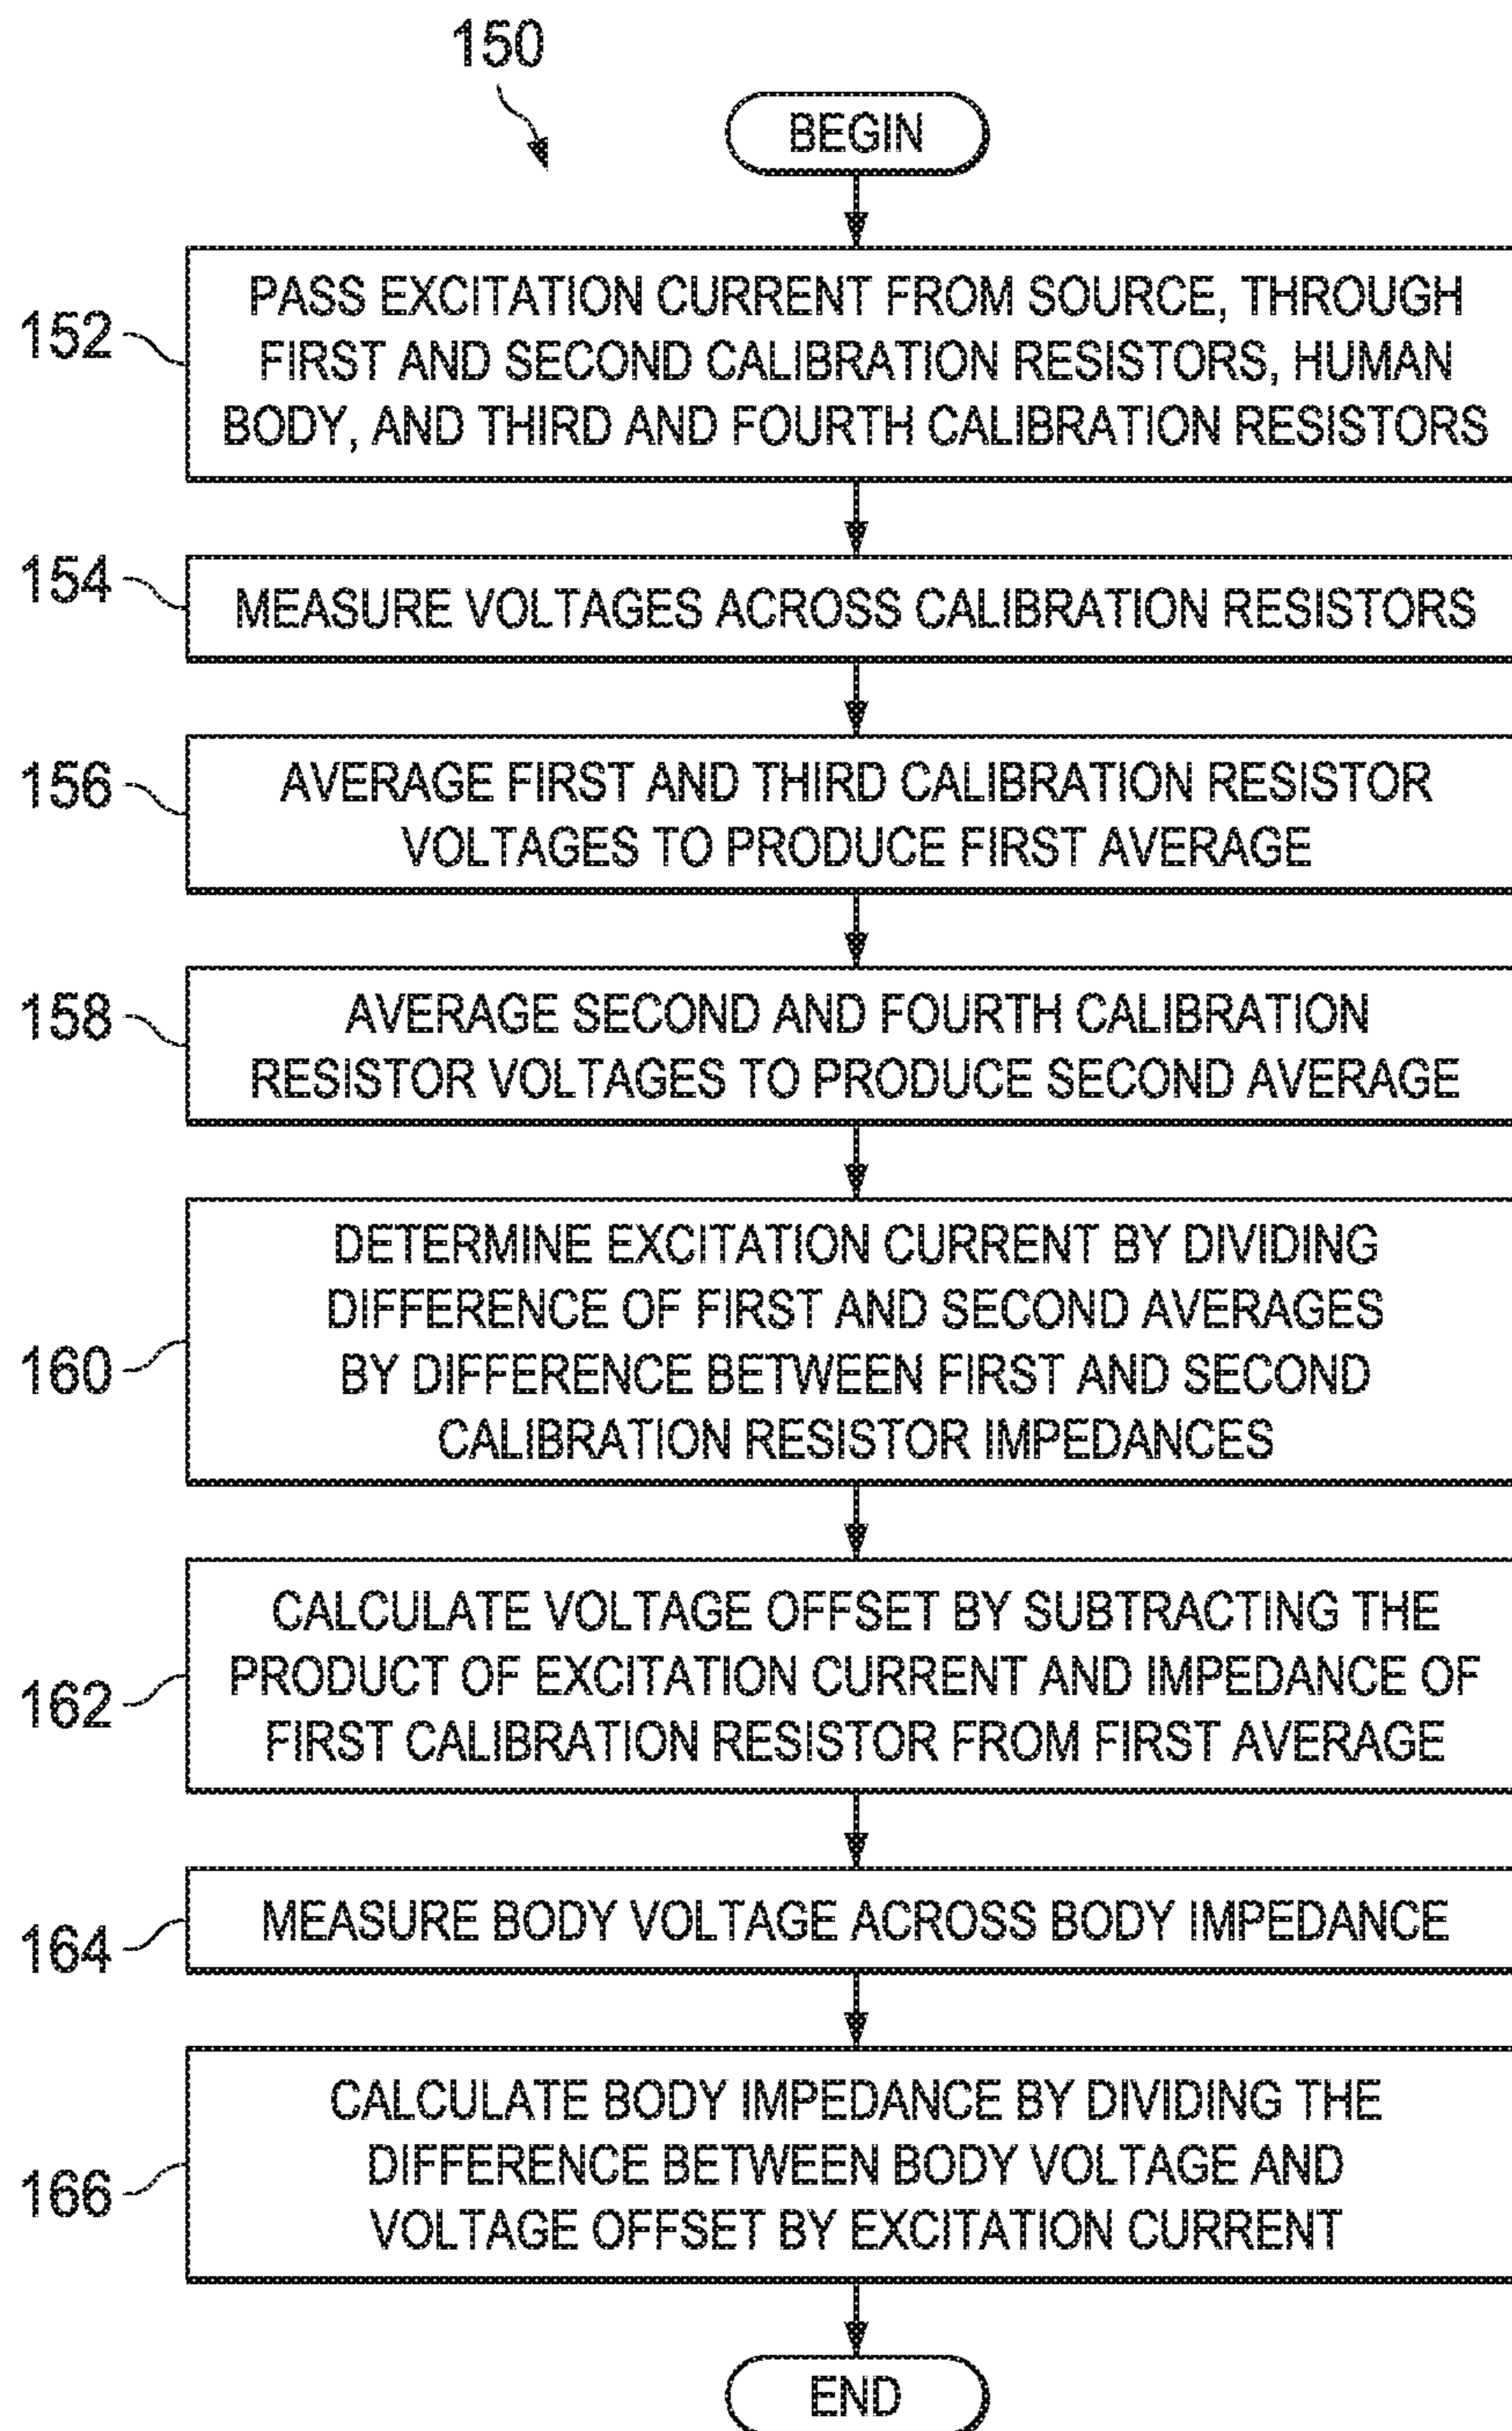 150
BEGIN
152
PASS EXCITATION CURRENT FROM SOURCE, THROUGH
FIRST AND SECOND CALIBRATION RESISTORS, HUMAN
BODY, AND THIRD AND FOURTH CALIBRATION RESISTORS
154
MEASURE VOLTAGES ACROSS CALIBRATION RESISTORS
156
AVERAGE FIRST AND THIRD CALIBRATION RESISTOR
VOLTAGES TO PRODUCE FIRST AVERAGE
158
AVERAGE SECOND AND FOURTH CALIBRATION
RESISTOR VOLTAGES TO PRODUCE SECOND AVERAGE
160
DETERMINE EXCITATION CURRENT BY DIVIDING
DIFFERENCE OF FIRST AND SECOND AVERAGES
BY DIFFERENCE BETWEEN FIRST AND SECOND
CALIBRATION RESISTOR IMPEDANCES
162
CALCULATE VOLTAGE OFFSET BY SUBTRACTING THE
PRODUCT OF EXCITATION CURRENT AND IMPEDANCE OF
FIRST CALIBRATION RESISTOR FROM FIRST AVERAGE
164
MEASURE BODY VOLTAGE ACROSS BODY IMPEDANCE
166
CALCULATE BODY IMPEDANCE BY DIVIDING THE
DIFFERENCE BETWEEN BODY VOLTAGE AND
VOLTAGE OFFSET BY EXCITATION CURRENT
END